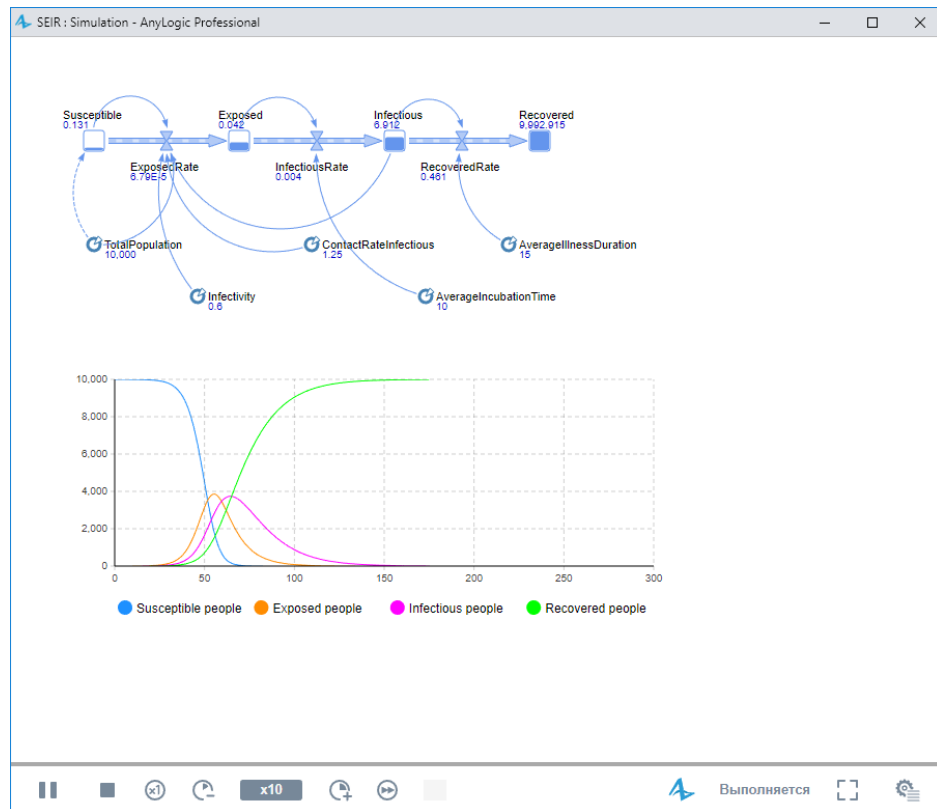 SEIR : Simulation - AnyLogic Professional
Susceptible Exposed Infectious Recovered
0.131 0.042 6.912 9,992.915
ExposedRate InfectiousRate RecoveredRate
6.79E-5 0.004 0.461
TotalPopulation ContactRateInfectious AverageIllnessDuration
10,000 1.25 15
Infectivity AverageIncubationTime
0.6 10
10,000
8,000
6,000
4,000
2,000
0
0 50 100 150 200 250 300
Susceptible people Exposed people Infectious people Recovered people
x1 x10 Выполняется